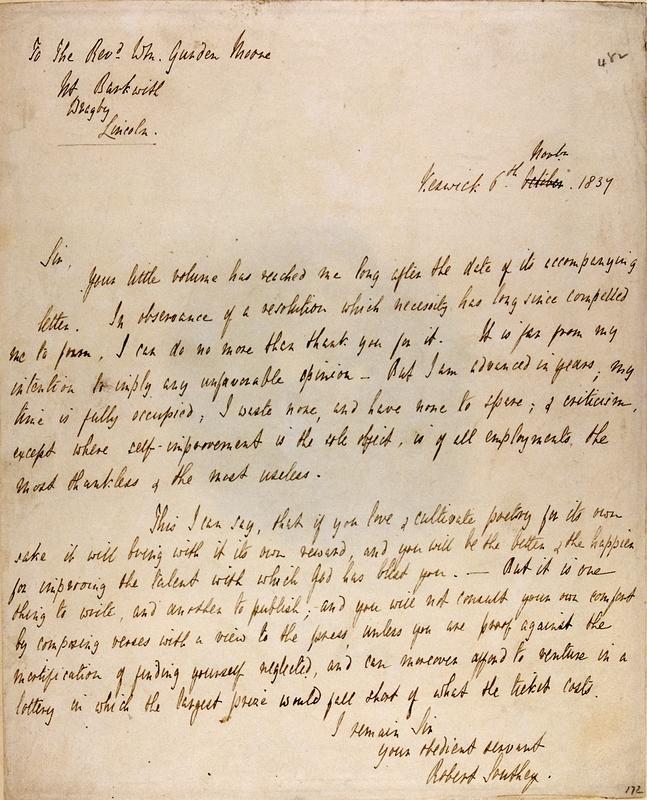 To The Revd Wm. Gurden Moore
Wt Barkwith
Wragby
Lincoln.
482
Novbr
Keswick 6th October. 1837
Sir,
Your little volume has reached me long after the date of its accompanying
letter. In observance of a resolution which necessity has long since compelled
me to form, I can do no more than thank you for it. It is far from my
intention to imply any unfavorable opinion – But I am advanced in years; my
time is fully occupied; I waste none, and have none to spare; & criticism,
except where self-improvement is the sole object, is of all employments the
most thankless & the most useless.
This I can say, that if you love & cultivate poetry for its own
sake it will bring with it its own reward, and you will be the better & the happier
for improving the talent with which God has blest you. — But it is one
thing to write, and another to publish; - and you will not consult your own comfort
by composing verses with a view to the press, unless you are proof against the
mortification of finding yourself neglected, and can moreover afford to venture in a
lottery in which the largest prize would fall short of what the ticket costs.
I remain Sir
your obedient servant
Robert Southey.
172